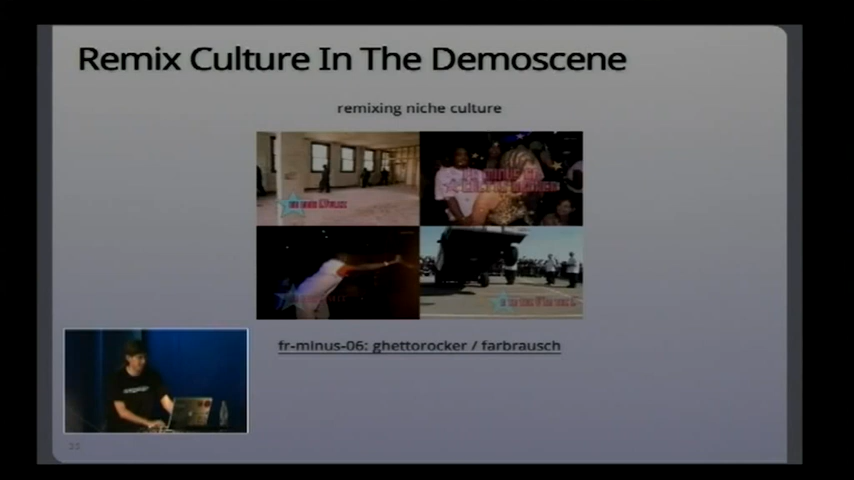 Remix Culture In The Demoscene
remixing niche culture
fr-minus-06: ghettorocker / farbrausch